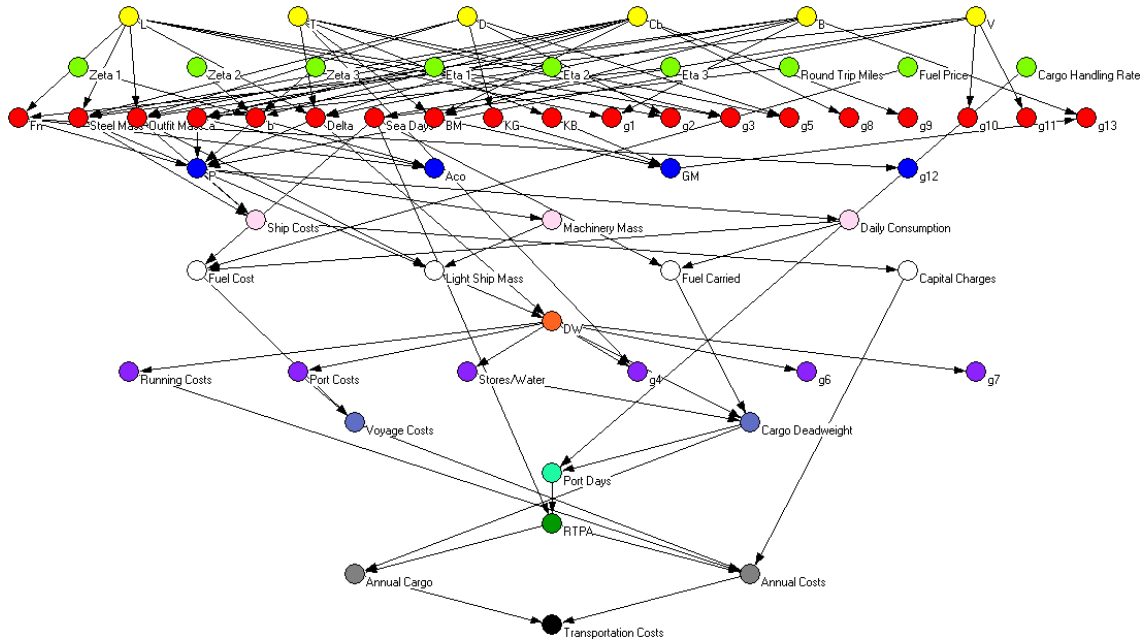 L T D Cb B V
Zeta 1 Zeta 2 Zeta 3 Eta 1 Eta 2 Eta 3 Round Trip Miles Fuel Price Cargo Handling Rate
Fn Steel Mass Outfit Mass a b Delta Sea Days BM KG KB g1 g2 g3 g5 g8 g9 g10 g11 g13
P Aco GM g12
Ship Costs Machinery Mass Daily Consumption
Fuel Cost Light Ship Mass Fuel Carried Capital Charges
DW
Running Costs Port Costs Stores/Water g4 g6 g7
Voyage Costs Cargo Deadweight
Port Days
RTPA
Annual Cargo Annual Costs
Transportation Costs